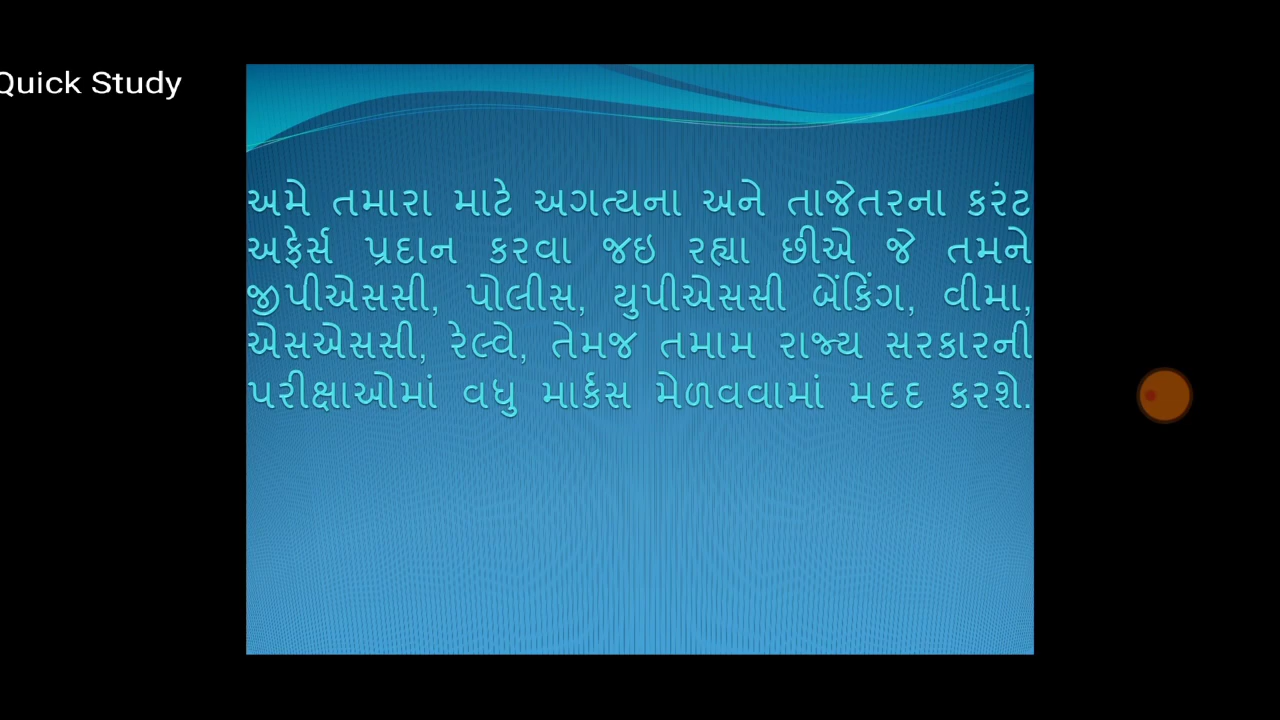 Quick Study
અમે તમારા માટે અગત્યના અને તાજેતરના કરંટ
અફેર્સ પ્રદાન કરવા જઇ રહ્યા છીએ જે તમને
જીપીએસસી, પોલીસ, યુપીએસસી બેંકિંગ, વીમા,
એસએસસી, રેલ્વે, તેમજ તમામ રાજ્ય સરકારની
પરીક્ષાઓમાં વધુ માર્કસ મેળવવામાં મદદ કરશે.